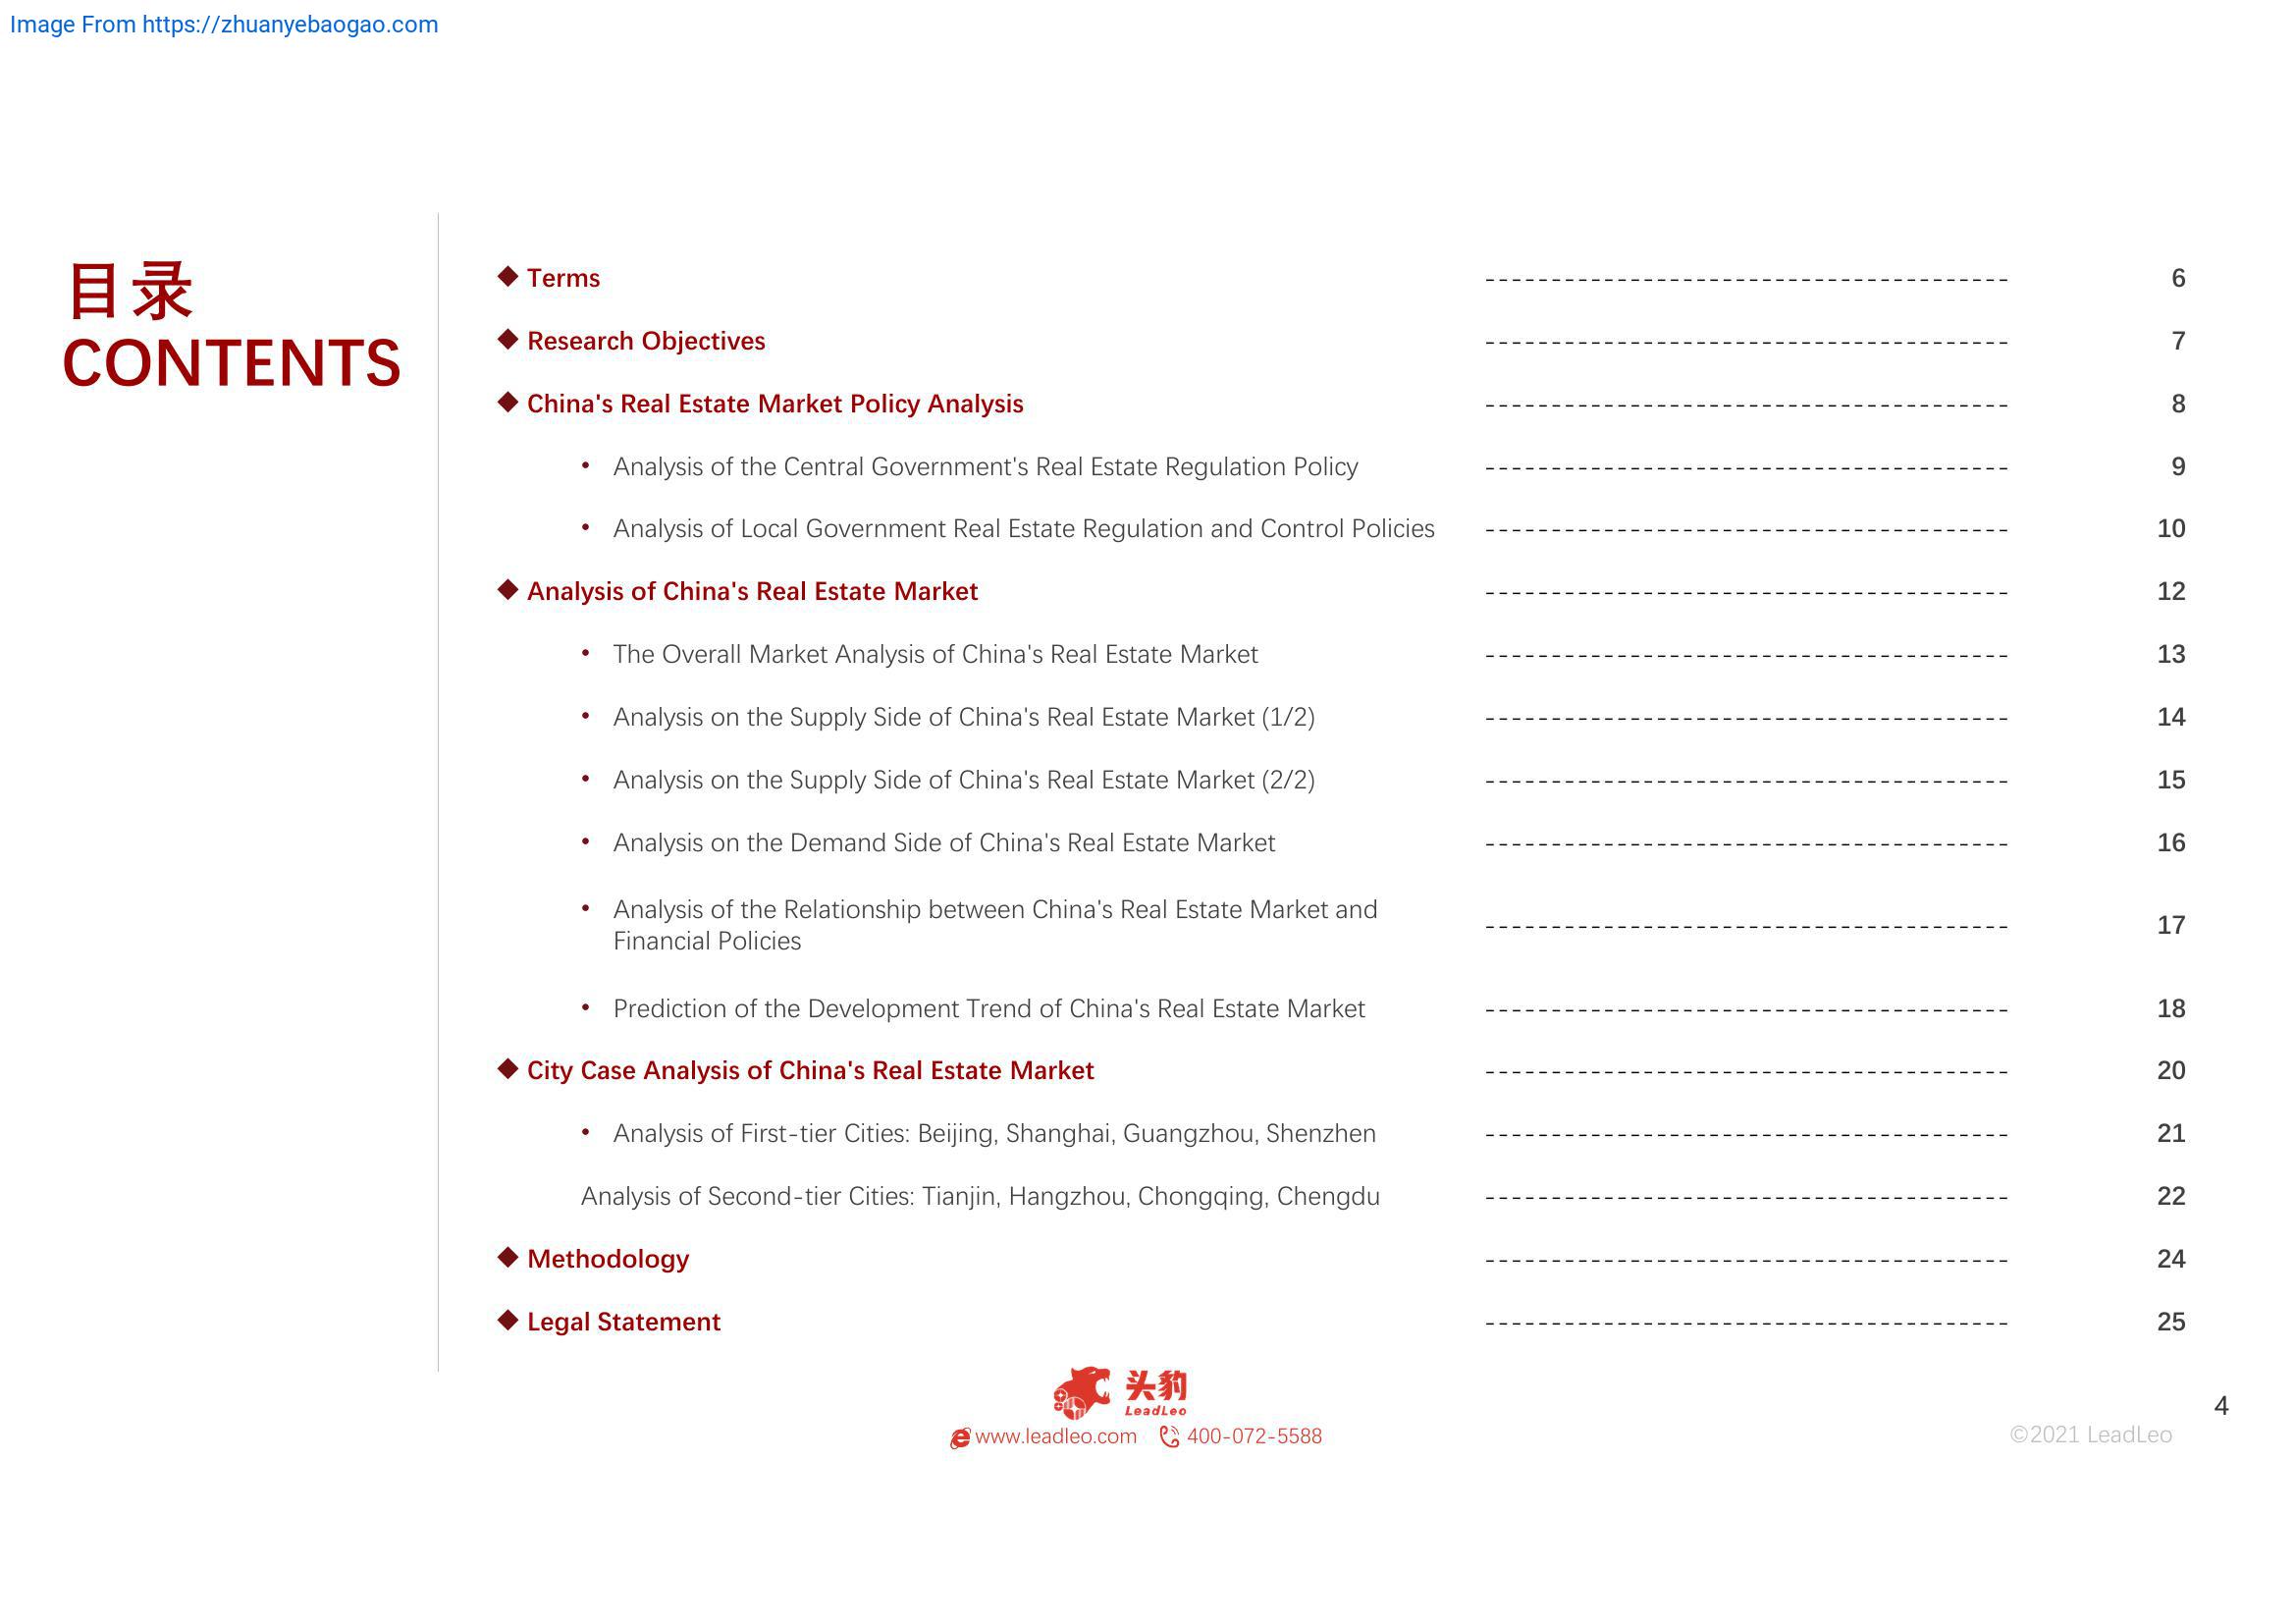 Image From https://zhuanyebaogao.com
目录
CONTENTS
◆ Terms ---------------------------------------- 6
◆ Research Objectives ---------------------------------------- 7
◆ China's Real Estate Market Policy Analysis ---------------------------------------- 8
• Analysis of the Central Government's Real Estate Regulation Policy ---------------------------------------- 9
• Analysis of Local Government Real Estate Regulation and Control Policies ---------------------------------------- 10
◆ Analysis of China's Real Estate Market ---------------------------------------- 12
• The Overall Market Analysis of China's Real Estate Market ---------------------------------------- 13
• Analysis on the Supply Side of China's Real Estate Market (1/2) ---------------------------------------- 14
• Analysis on the Supply Side of China's Real Estate Market (2/2) ---------------------------------------- 15
• Analysis on the Demand Side of China's Real Estate Market ---------------------------------------- 16
• Analysis of the Relationship between China's Real Estate Market and
Financial Policies ---------------------------------------- 17
• Prediction of the Development Trend of China's Real Estate Market ---------------------------------------- 18
◆ City Case Analysis of China's Real Estate Market ---------------------------------------- 20
• Analysis of First-tier Cities: Beijing, Shanghai, Guangzhou, Shenzhen ---------------------------------------- 21
Analysis of Second-tier Cities: Tianjin, Hangzhou, Chongqing, Chengdu ---------------------------------------- 22
◆ Methodology ---------------------------------------- 24
◆ Legal Statement ---------------------------------------- 25
头豹
LeadLeo
www.leadleo.com 400-072-5588
4
©2021 LeadLeo